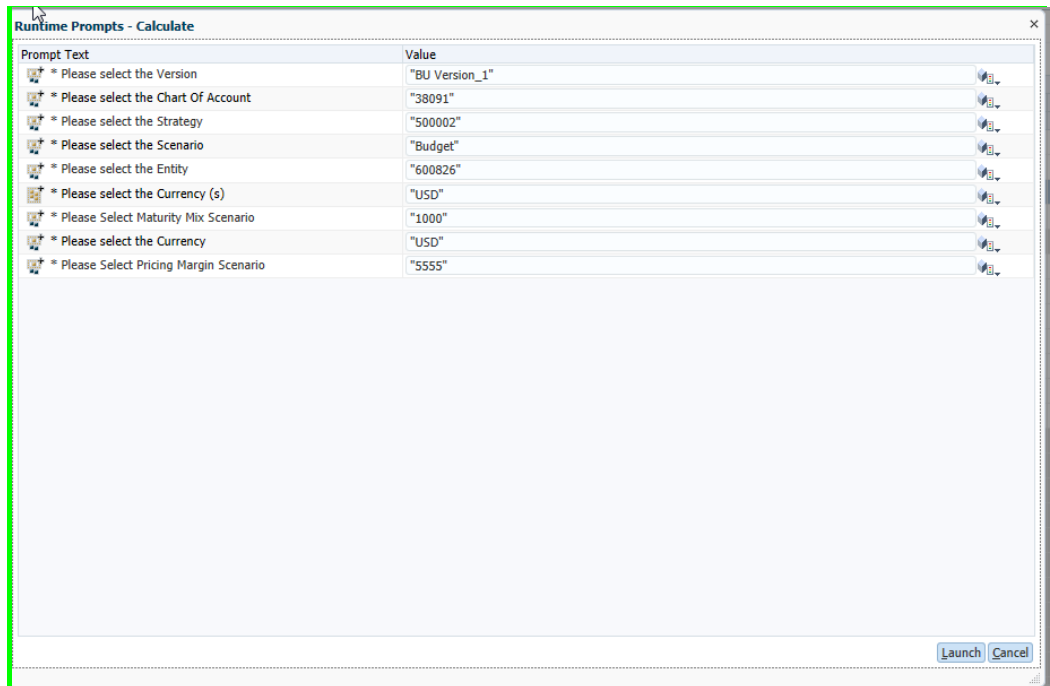 Runtime Prompts - Calculate
Prompt Text Value
* Please select the Version "BU Version_1"
* Please select the Chart Of Account "38091"
* Please select the Strategy "500002"
* Please select the Scenario "Budget"
* Please select the Entity "600826"
* Please select the Currency (s) "USD"
* Please Select Maturity Mix Scenario "1000"
* Please select the Currency "USD"
* Please Select Pricing Margin Scenario "5555"
Launch Cancel